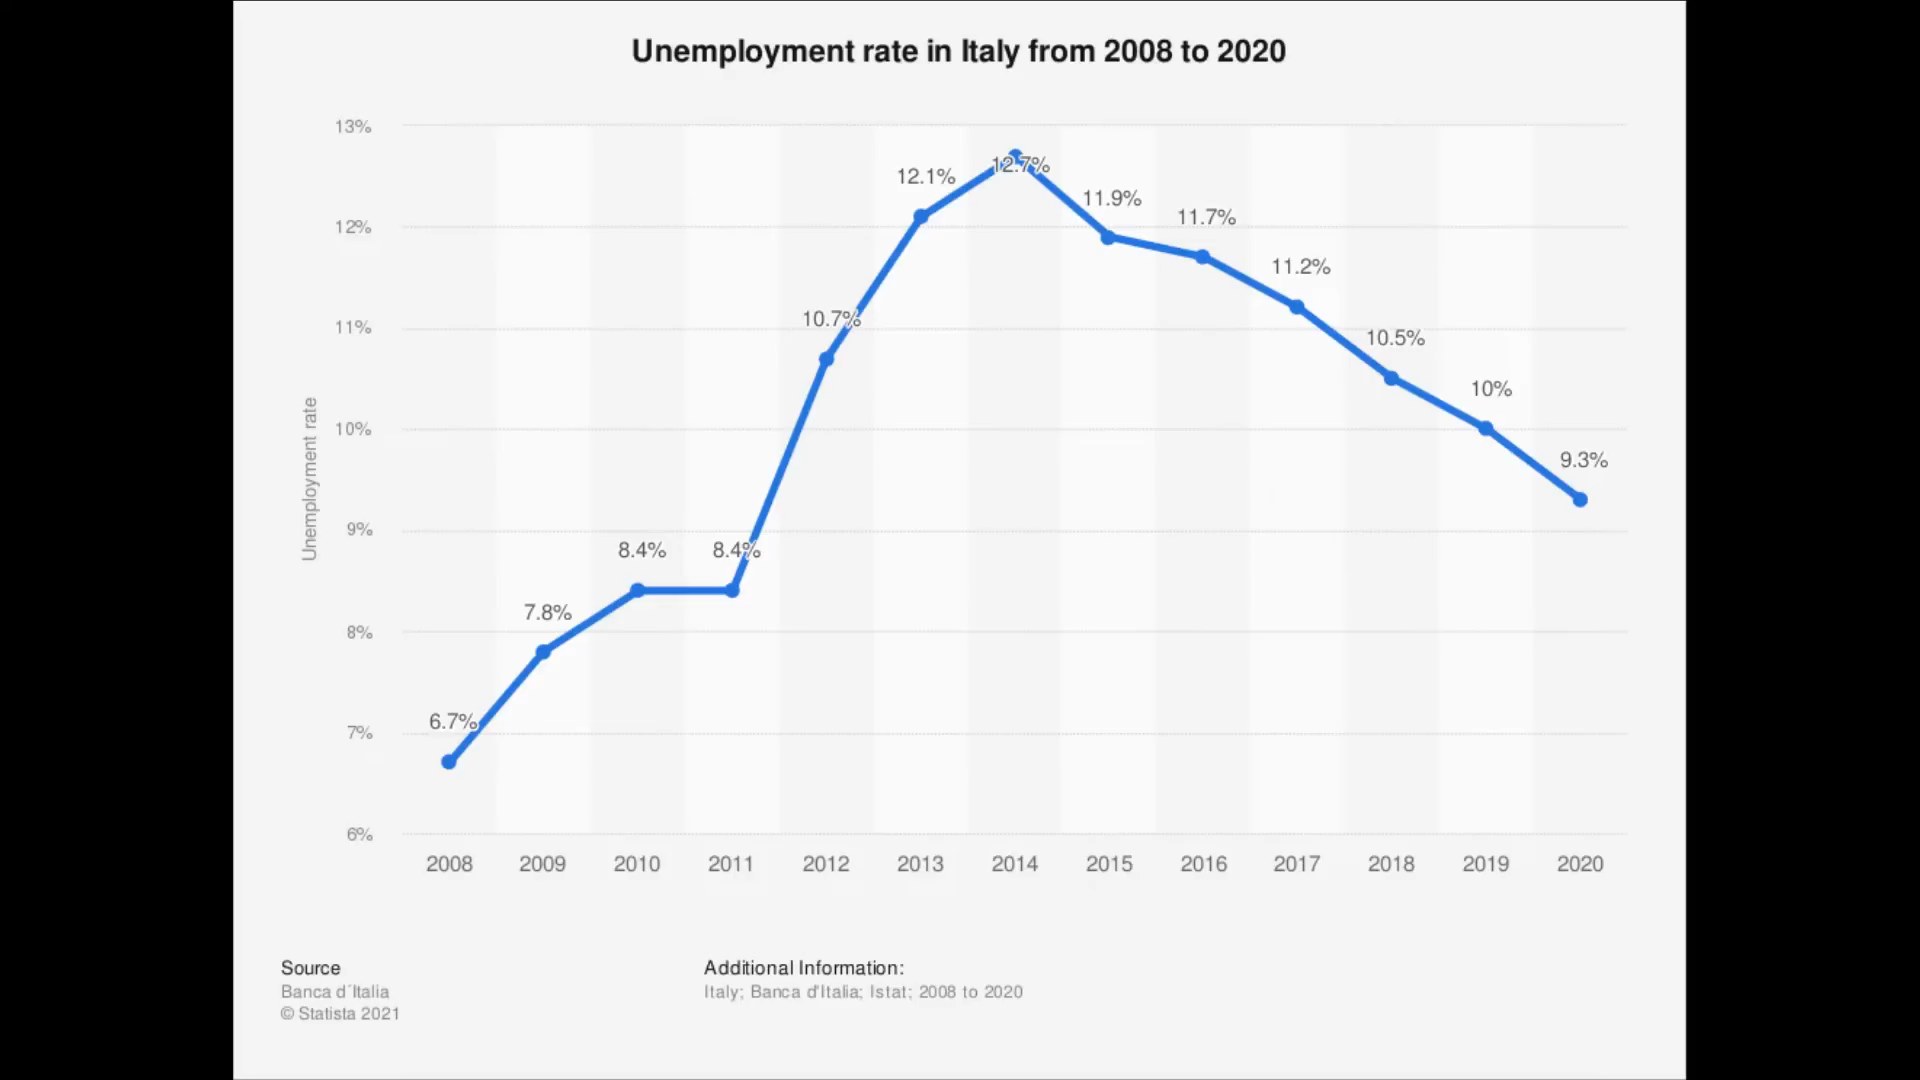 Unemployment rate in Italy from 2008 to 2020
13%
12%
11%
10%
9%
8%
7%
6%
Unemployment rate
6.7%
7.8%
8.4%
8.4%
10.7%
12.1%
12.7%
11.9%
11.7%
11.2%
10.5%
10%
9.3%
2008 2009 2010 2011 2012 2013 2014 2015 2016 2017 2018 2019 2020
Source
Banca d´Italia
© Statista 2021
Additional Information:
Italy; Banca d'Italia; Istat; 2008 to 2020